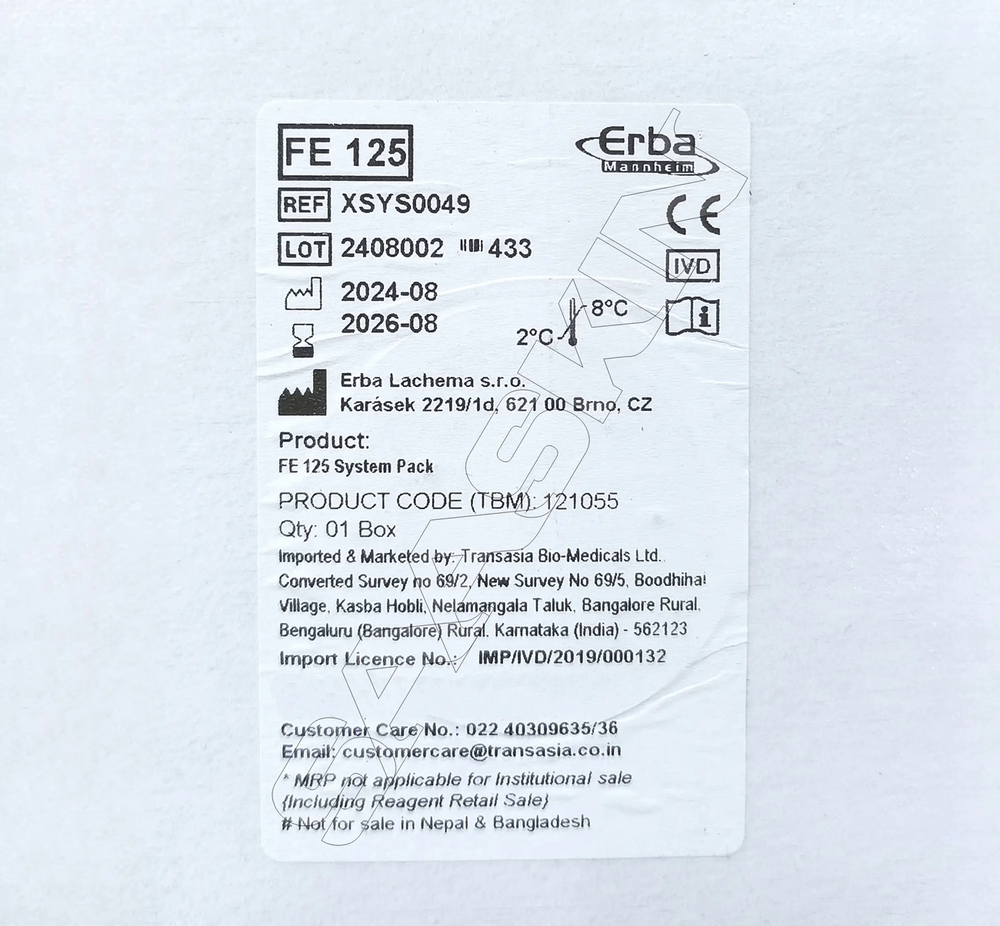 FE 125
Erba
Mannheim
REF XSYS0049
CE
LOT 2408002 433
IVD
2024-08
2026-08
8°C
2°C
i
Erba Lachema s.r.o.
Karásek 2219/1d, 621 00 Brno, CZ
Product:
FE 125 System Pack
PRODUCT CODE (TBM): 121055
Qty: 01 Box
Imported & Marketed by: Transasia Bio-Medicals Ltd.
Converted Survey no 69/2, New Survey No 69/5, Boodhihal
Village, Kasba Hobli, Nelamangala Taluk, Bangalore Rural,
Bengaluru (Bangalore) Rural. Karnataka (India) - 562123
Import Licence No.: IMP/IVD/2019/000132
Customer Care No.: 022 40309635/36
Email: customercare@transasia.co.in
* MRP not applicable for Institutional sale
{Including Reagent Retail Sale}
# Not for sale in Nepal & Bangladesh